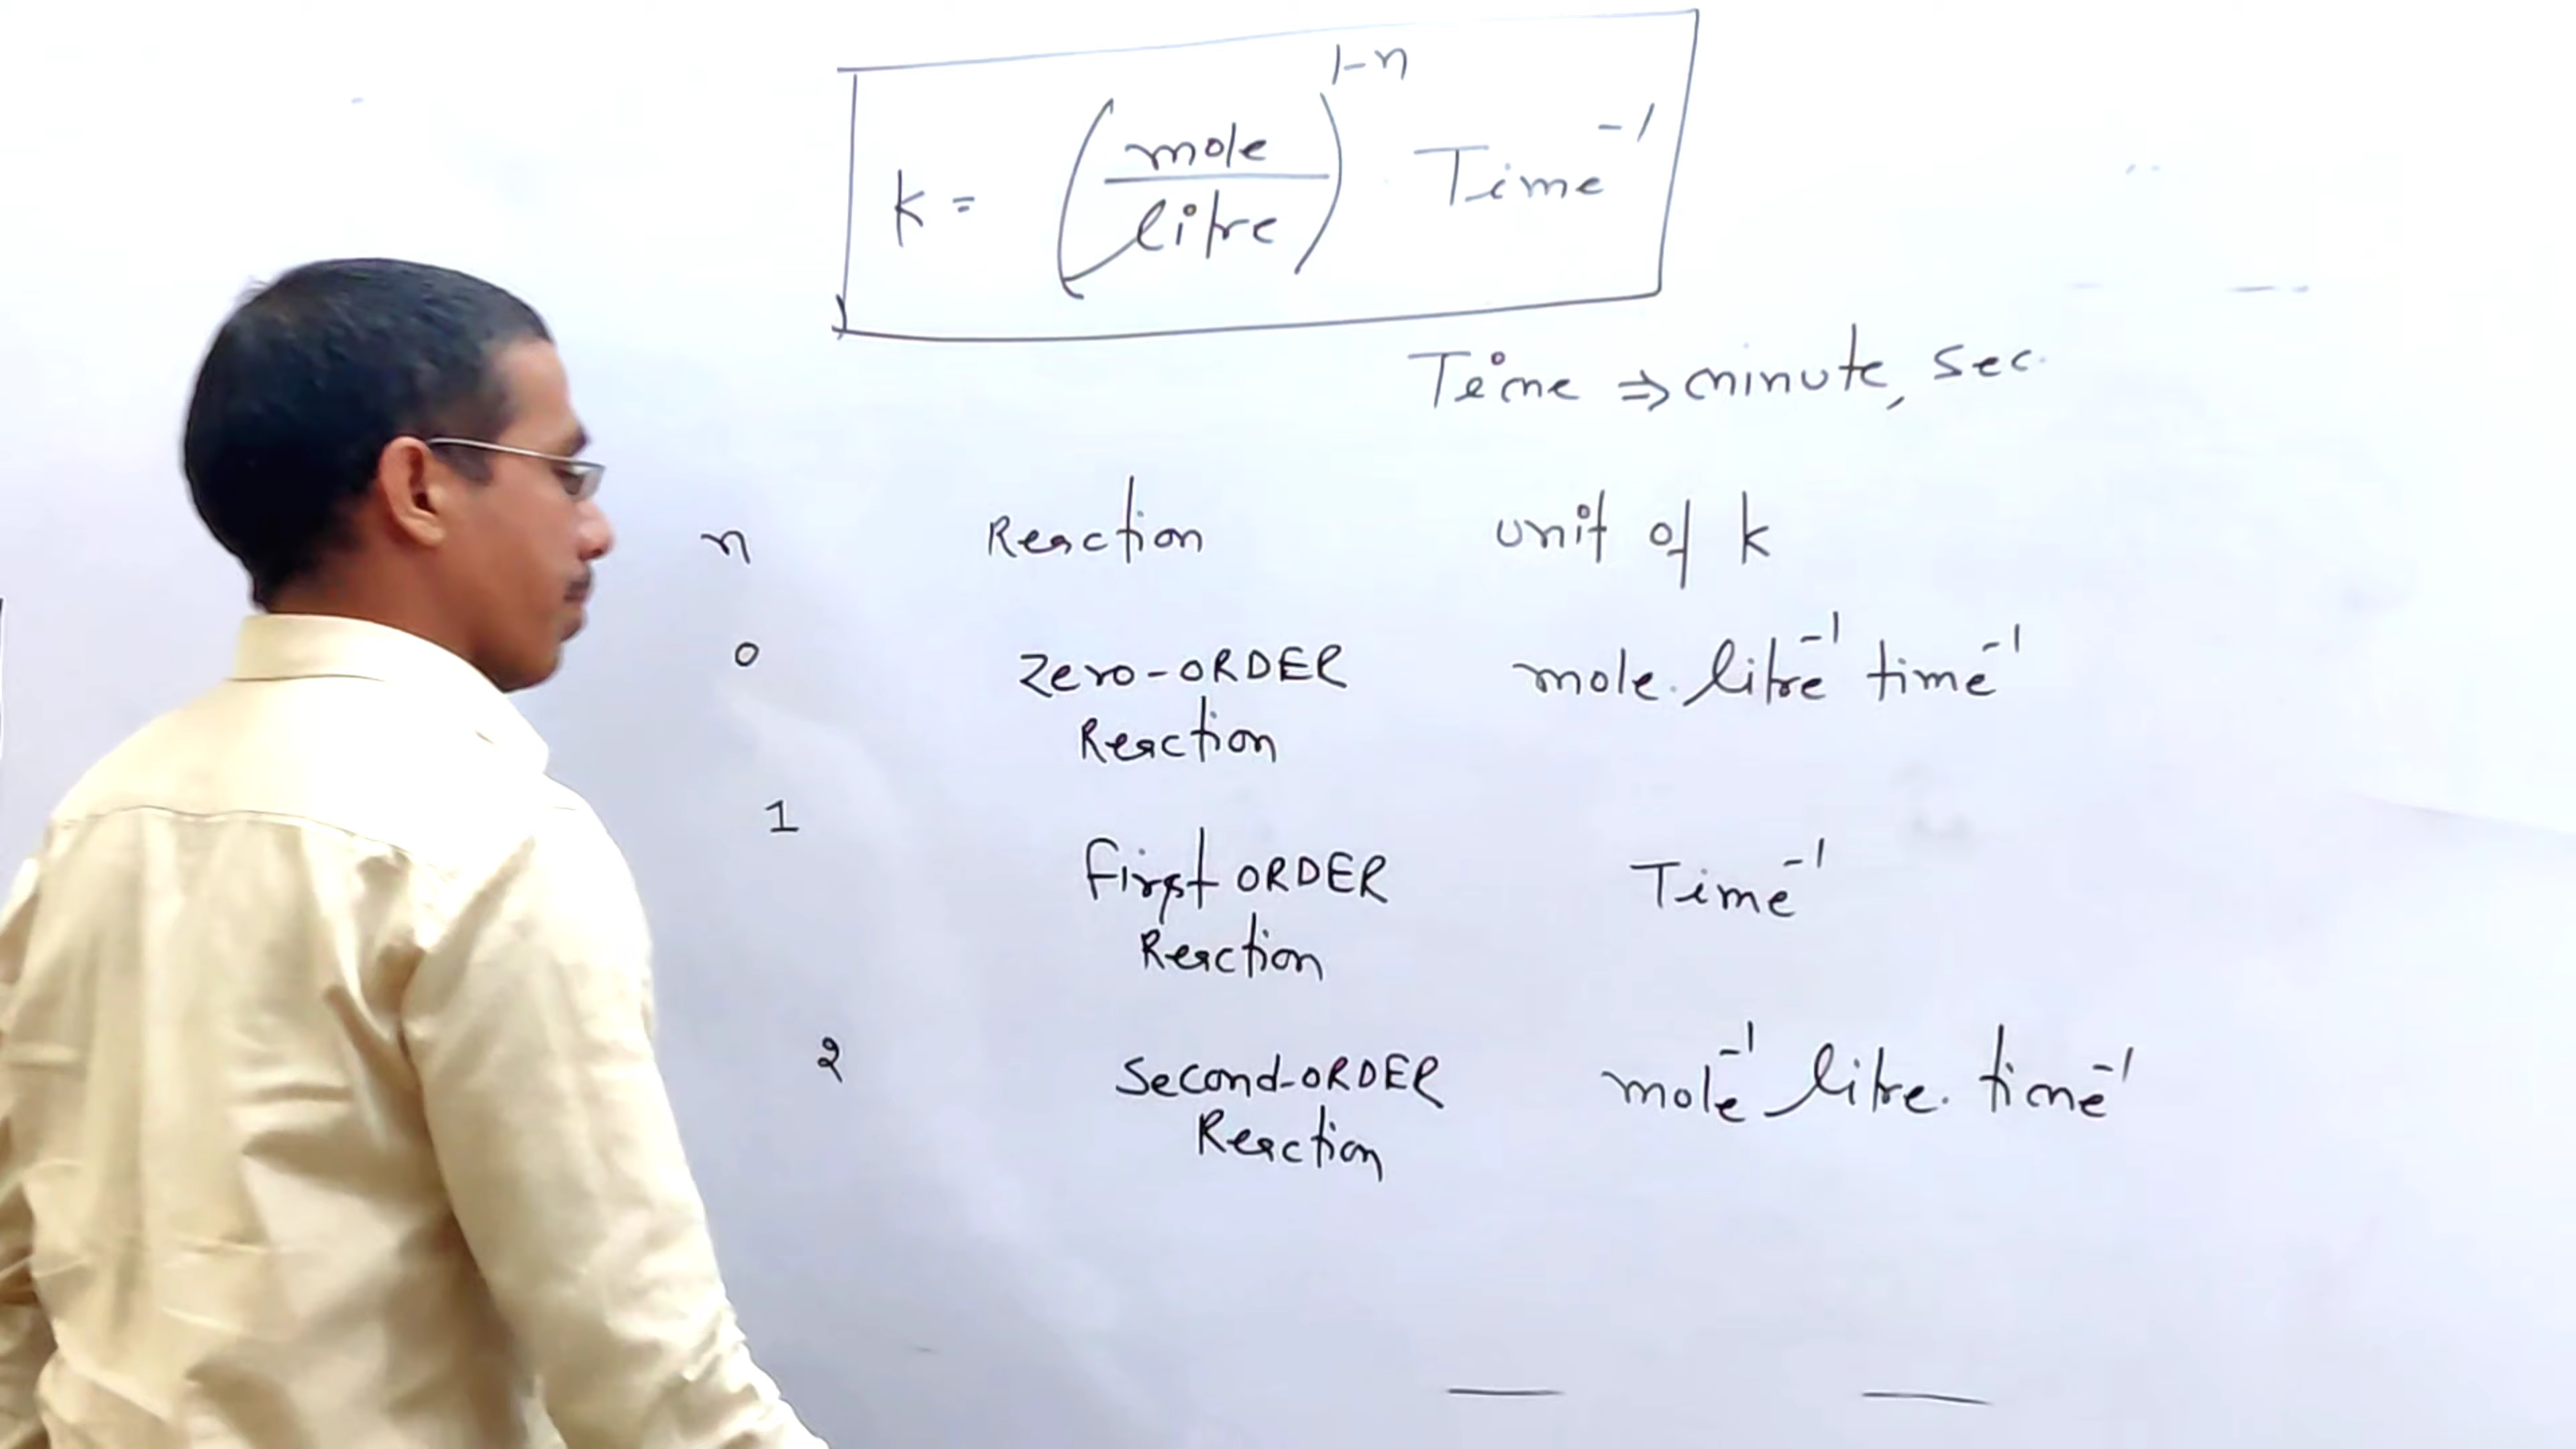 k = (mole/litre)^1-n Time^-1
Time ⇒ minute, sec.
n Reaction unit of k
0 Zero-ORDER Reaction mole. litre^-1 time^-1
1 First ORDER Reaction Time^-1
2 Second-ORDER Reaction mole^-1 litre. time^-1